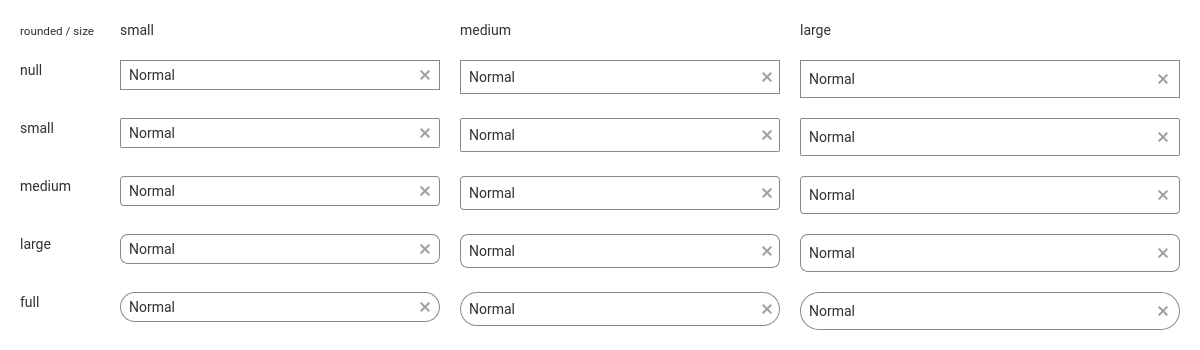 rounded / size small medium large
null Normal Normal Normal
small Normal Normal Normal
medium Normal Normal Normal
large Normal Normal Normal
full Normal Normal Normal